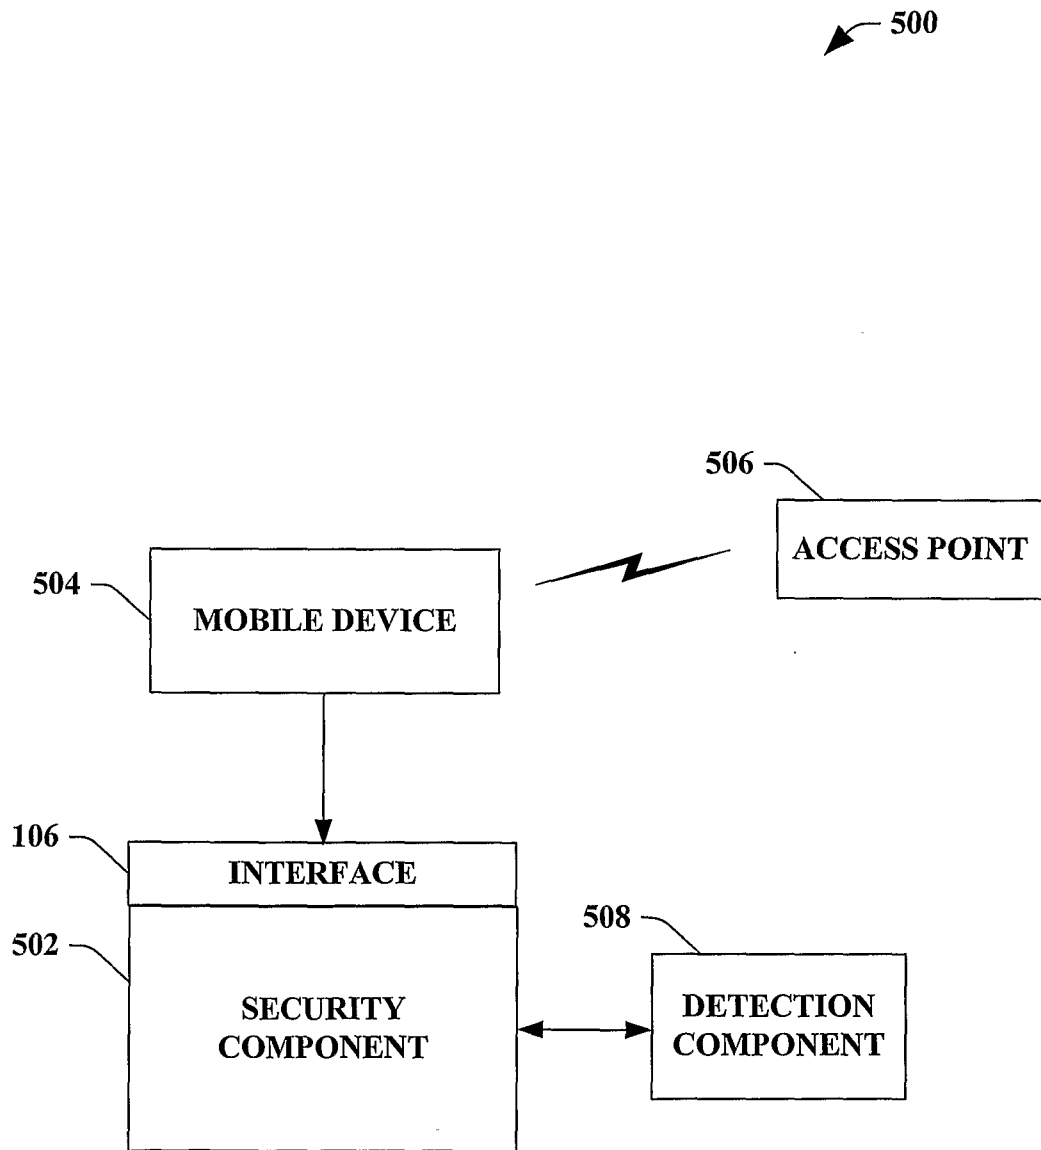 500
506
ACCESS POINT
504
MOBILE DEVICE
106
INTERFACE
508
502
SECURITY
COMPONENT
DETECTION
COMPONENT